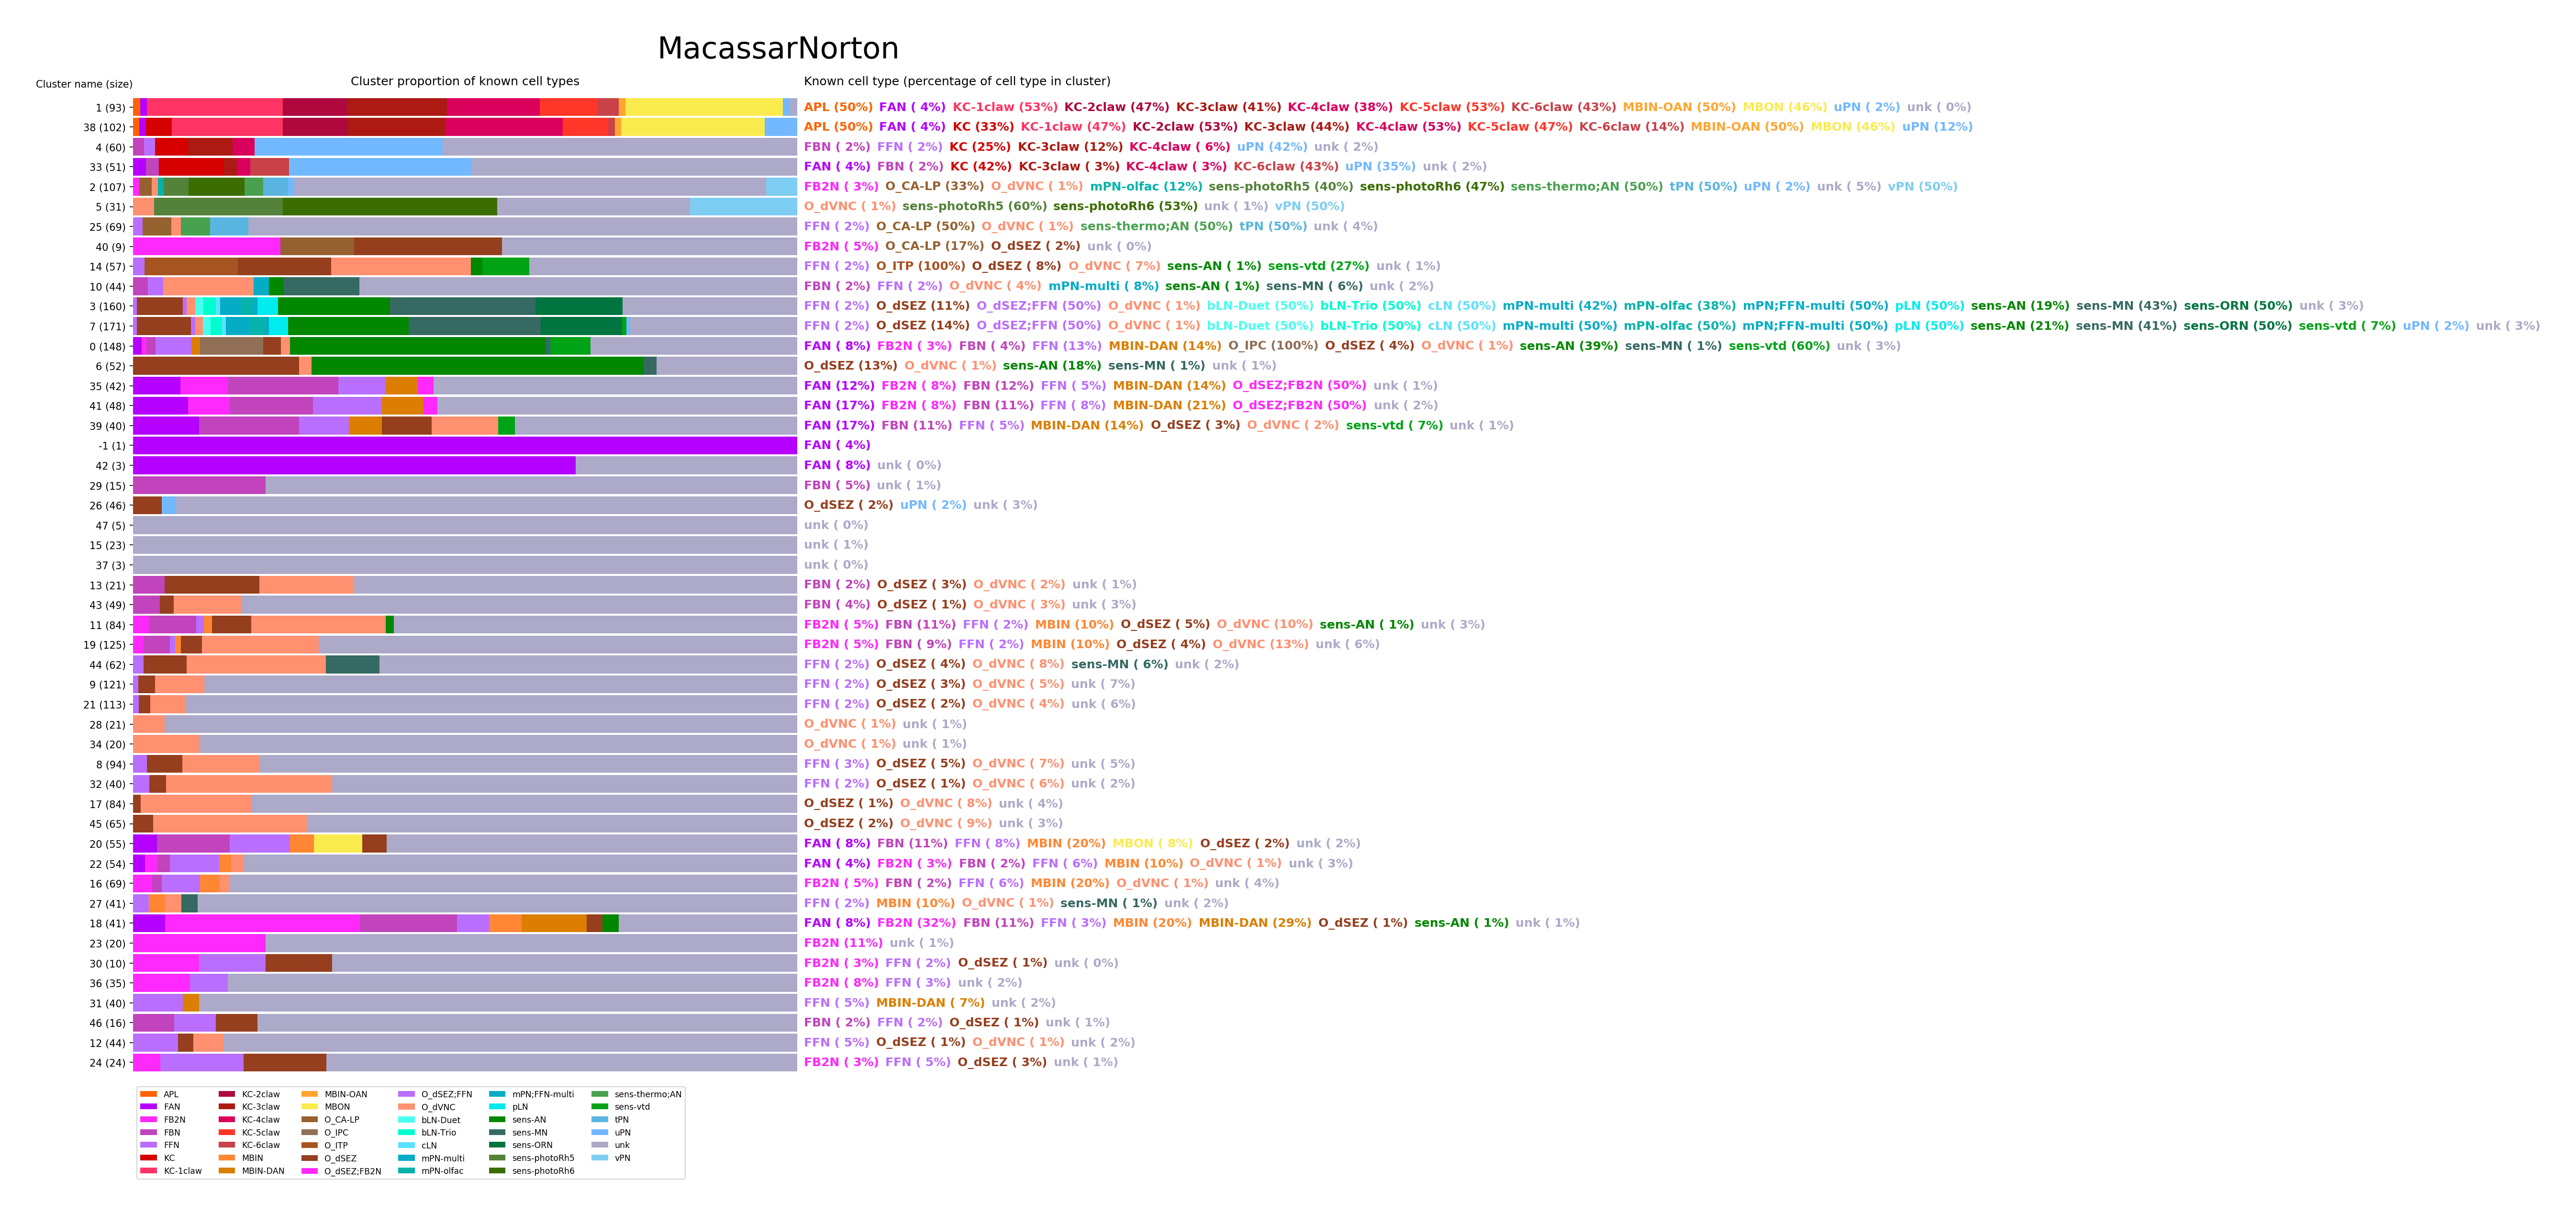 MacassarNorton
Cluster name (size) Cluster proportion of known cell types Known cell type (percentage of cell type in cluster)
1 (93) APL (50%) FAN ( 4%) KC-1claw (53%) KC-2claw (47%) KC-3claw (41%) KC-4claw (38%) KC-5claw (53%) KC-6claw (43%) MBIN-OAN (50%) MBON (46%) uPN ( 2%) unk ( 0%)
38 (102) APL (50%) FAN ( 4%) KC (33%) KC-1claw (47%) KC-2claw (53%) KC-3claw (44%) KC-4claw (53%) KC-5claw (47%) KC-6claw (14%) MBIN-OAN (50%) MBON (46%) uPN (12%)
4 (60) FBN ( 2%) FFN ( 2%) KC (25%) KC-3claw (12%) KC-4claw ( 6%) uPN (42%) unk ( 2%)
33 (51) FAN ( 4%) FBN ( 2%) KC (42%) KC-3claw ( 3%) KC-4claw ( 3%) KC-6claw (43%) uPN (35%) unk ( 2%)
2 (107) FB2N ( 3%) O_CA-LP (33%) O_dVNC ( 1%) mPN-olfac (12%) sens-photoRh5 (40%) sens-photoRh6 (47%) sens-thermo;AN (50%) tPN (50%) uPN ( 2%) unk ( 5%) vPN (50%)
5 (31) O_dVNC ( 1%) sens-photoRh5 (60%) sens-photoRh6 (53%) unk ( 1%) vPN (50%)
25 (69) FFN ( 2%) O_CA-LP (50%) O_dVNC ( 1%) sens-thermo;AN (50%) tPN (50%) unk ( 4%)
40 (9) FB2N ( 5%) O_CA-LP (17%) O_dSEZ ( 2%) unk ( 0%)
14 (57) FFN ( 2%) O_ITP (100%) O_dSEZ ( 8%) O_dVNC ( 7%) sens-AN ( 1%) sens-vtd (27%) unk ( 1%)
10 (44) FBN ( 2%) FFN ( 2%) O_dVNC ( 4%) mPN-multi ( 8%) sens-AN ( 1%) sens-MN ( 6%) unk ( 2%)
3 (160) FFN ( 2%) O_dSEZ (11%) O_dSEZ;FFN (50%) O_dVNC ( 1%) bLN-Duet (50%) bLN-Trio (50%) cLN (50%) mPN-multi (42%) mPN-olfac (38%) mPN;FFN-multi (50%) pLN (50%) sens-AN (19%) sens-MN (43%) sens-ORN (50%) unk ( 3%)
7 (171) FFN ( 2%) O_dSEZ (14%) O_dSEZ;FFN (50%) O_dVNC ( 1%) bLN-Duet (50%) bLN-Trio (50%) cLN (50%) mPN-multi (50%) mPN-olfac (50%) mPN;FFN-multi (50%) pLN (50%) sens-AN (21%) sens-MN (41%) sens-ORN (50%) sens-vtd ( 7%) uPN ( 2%) unk ( 3%)
0 (148) FAN ( 8%) FB2N ( 3%) FBN ( 4%) FFN (13%) MBIN-DAN (14%) O_IPC (100%) O_dSEZ ( 4%) O_dVNC ( 1%) sens-AN (39%) sens-MN ( 1%) sens-vtd (60%) unk ( 3%)
6 (52) O_dSEZ (13%) O_dVNC ( 1%) sens-AN (18%) sens-MN ( 1%) unk ( 1%)
35 (42) FAN (12%) FB2N ( 8%) FBN (12%) FFN ( 5%) MBIN-DAN (14%) O_dSEZ;FB2N (50%) unk ( 1%)
41 (48) FAN (17%) FB2N ( 8%) FBN (11%) FFN ( 8%) MBIN-DAN (21%) O_dSEZ;FB2N (50%) unk ( 2%)
39 (40) FAN (17%) FBN (11%) FFN ( 5%) MBIN-DAN (14%) O_dSEZ ( 3%) O_dVNC ( 2%) sens-vtd ( 7%) unk ( 1%)
-1 (1) FAN ( 4%)
42 (3) FAN ( 8%) unk ( 0%)
29 (15) FBN ( 5%) unk ( 1%)
26 (46) O_dSEZ ( 2%) uPN ( 2%) unk ( 3%)
47 (5) unk ( 0%)
15 (23) unk ( 1%)
37 (3) unk ( 0%)
13 (21) FBN ( 2%) O_dSEZ ( 3%) O_dVNC ( 2%) unk ( 1%)
43 (49) FBN ( 4%) O_dSEZ ( 1%) O_dVNC ( 3%) unk ( 3%)
11 (84) FB2N ( 5%) FBN (11%) FFN ( 2%) MBIN (10%) O_dSEZ ( 5%) O_dVNC (10%) sens-AN ( 1%) unk ( 3%)
19 (125) FB2N ( 5%) FBN ( 9%) FFN ( 2%) MBIN (10%) O_dSEZ ( 4%) O_dVNC (13%) unk ( 6%)
44 (62) FFN ( 2%) O_dSEZ ( 4%) O_dVNC ( 8%) sens-MN ( 6%) unk ( 2%)
9 (121) FFN ( 2%) O_dSEZ ( 3%) O_dVNC ( 5%) unk ( 7%)
21 (113) FFN ( 2%) O_dSEZ ( 2%) O_dVNC ( 4%) unk ( 6%)
28 (21) O_dVNC ( 1%) unk ( 1%)
34 (20) O_dVNC ( 1%) unk ( 1%)
8 (94) FFN ( 3%) O_dSEZ ( 5%) O_dVNC ( 7%) unk ( 5%)
32 (40) FFN ( 2%) O_dSEZ ( 1%) O_dVNC ( 6%) unk ( 2%)
17 (84) O_dSEZ ( 1%) O_dVNC ( 8%) unk ( 4%)
45 (65) O_dSEZ ( 2%) O_dVNC ( 9%) unk ( 3%)
20 (55) FAN ( 8%) FBN (11%) FFN ( 8%) MBIN (20%) MBON ( 8%) O_dSEZ ( 2%) unk ( 2%)
22 (54) FAN ( 4%) FB2N ( 3%) FBN ( 2%) FFN ( 6%) MBIN (10%) O_dVNC ( 1%) unk ( 3%)
16 (69) FB2N ( 5%) FBN ( 2%) FFN ( 6%) MBIN (20%) O_dVNC ( 1%) unk ( 4%)
27 (41) FFN ( 2%) MBIN (10%) O_dVNC ( 1%) sens-MN ( 1%) unk ( 2%)
18 (41) FAN ( 8%) FB2N (32%) FBN (11%) FFN ( 3%) MBIN (20%) MBIN-DAN (29%) O_dSEZ ( 1%) sens-AN ( 1%) unk ( 1%)
23 (20) FB2N (11%) unk ( 1%)
30 (10) FB2N ( 3%) FFN ( 2%) O_dSEZ ( 1%) unk ( 0%)
36 (35) FB2N ( 8%) FFN ( 3%) unk ( 2%)
31 (40) FFN ( 5%) MBIN-DAN ( 7%) unk ( 2%)
46 (16) FBN ( 2%) FFN ( 2%) O_dSEZ ( 1%) unk ( 1%)
12 (44) FFN ( 5%) O_dSEZ ( 1%) O_dVNC ( 1%) unk ( 2%)
24 (24) FB2N ( 3%) FFN ( 5%) O_dSEZ ( 3%) unk ( 1%)
APL KC-2claw MBIN-OAN O_dSEZ;FFN mPN;FFN-multi sens-thermo;AN
FAN KC-3claw MBON O_dVNC pLN sens-vtd
FB2N KC-4claw O_CA-LP bLN-Duet sens-AN tPN
FBN KC-5claw O_IPC bLN-Trio sens-MN uPN
FFN KC-6claw O_ITP cLN sens-ORN unk
KC MBIN O_dSEZ mPN-multi sens-photoRh5 vPN
KC-1claw MBIN-DAN O_dSEZ;FB2N mPN-olfac sens-photoRh6